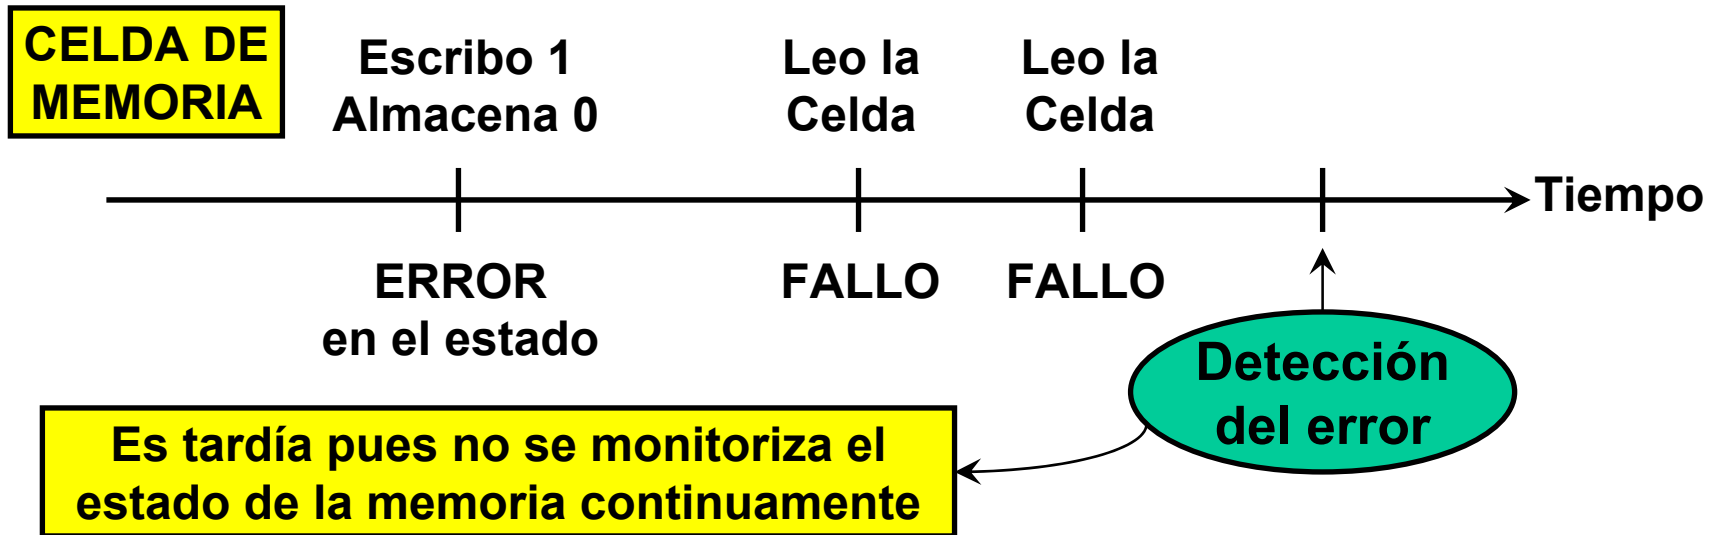 CELDA DE
MEMORIA
Escribo 1
Almacena 0
Leo la
Celda
Leo la
Celda
Tiempo
ERROR
en el estado
FALLO
FALLO
Detección
del error
Es tardía pues no se monitoriza el
estado de la memoria continuamente